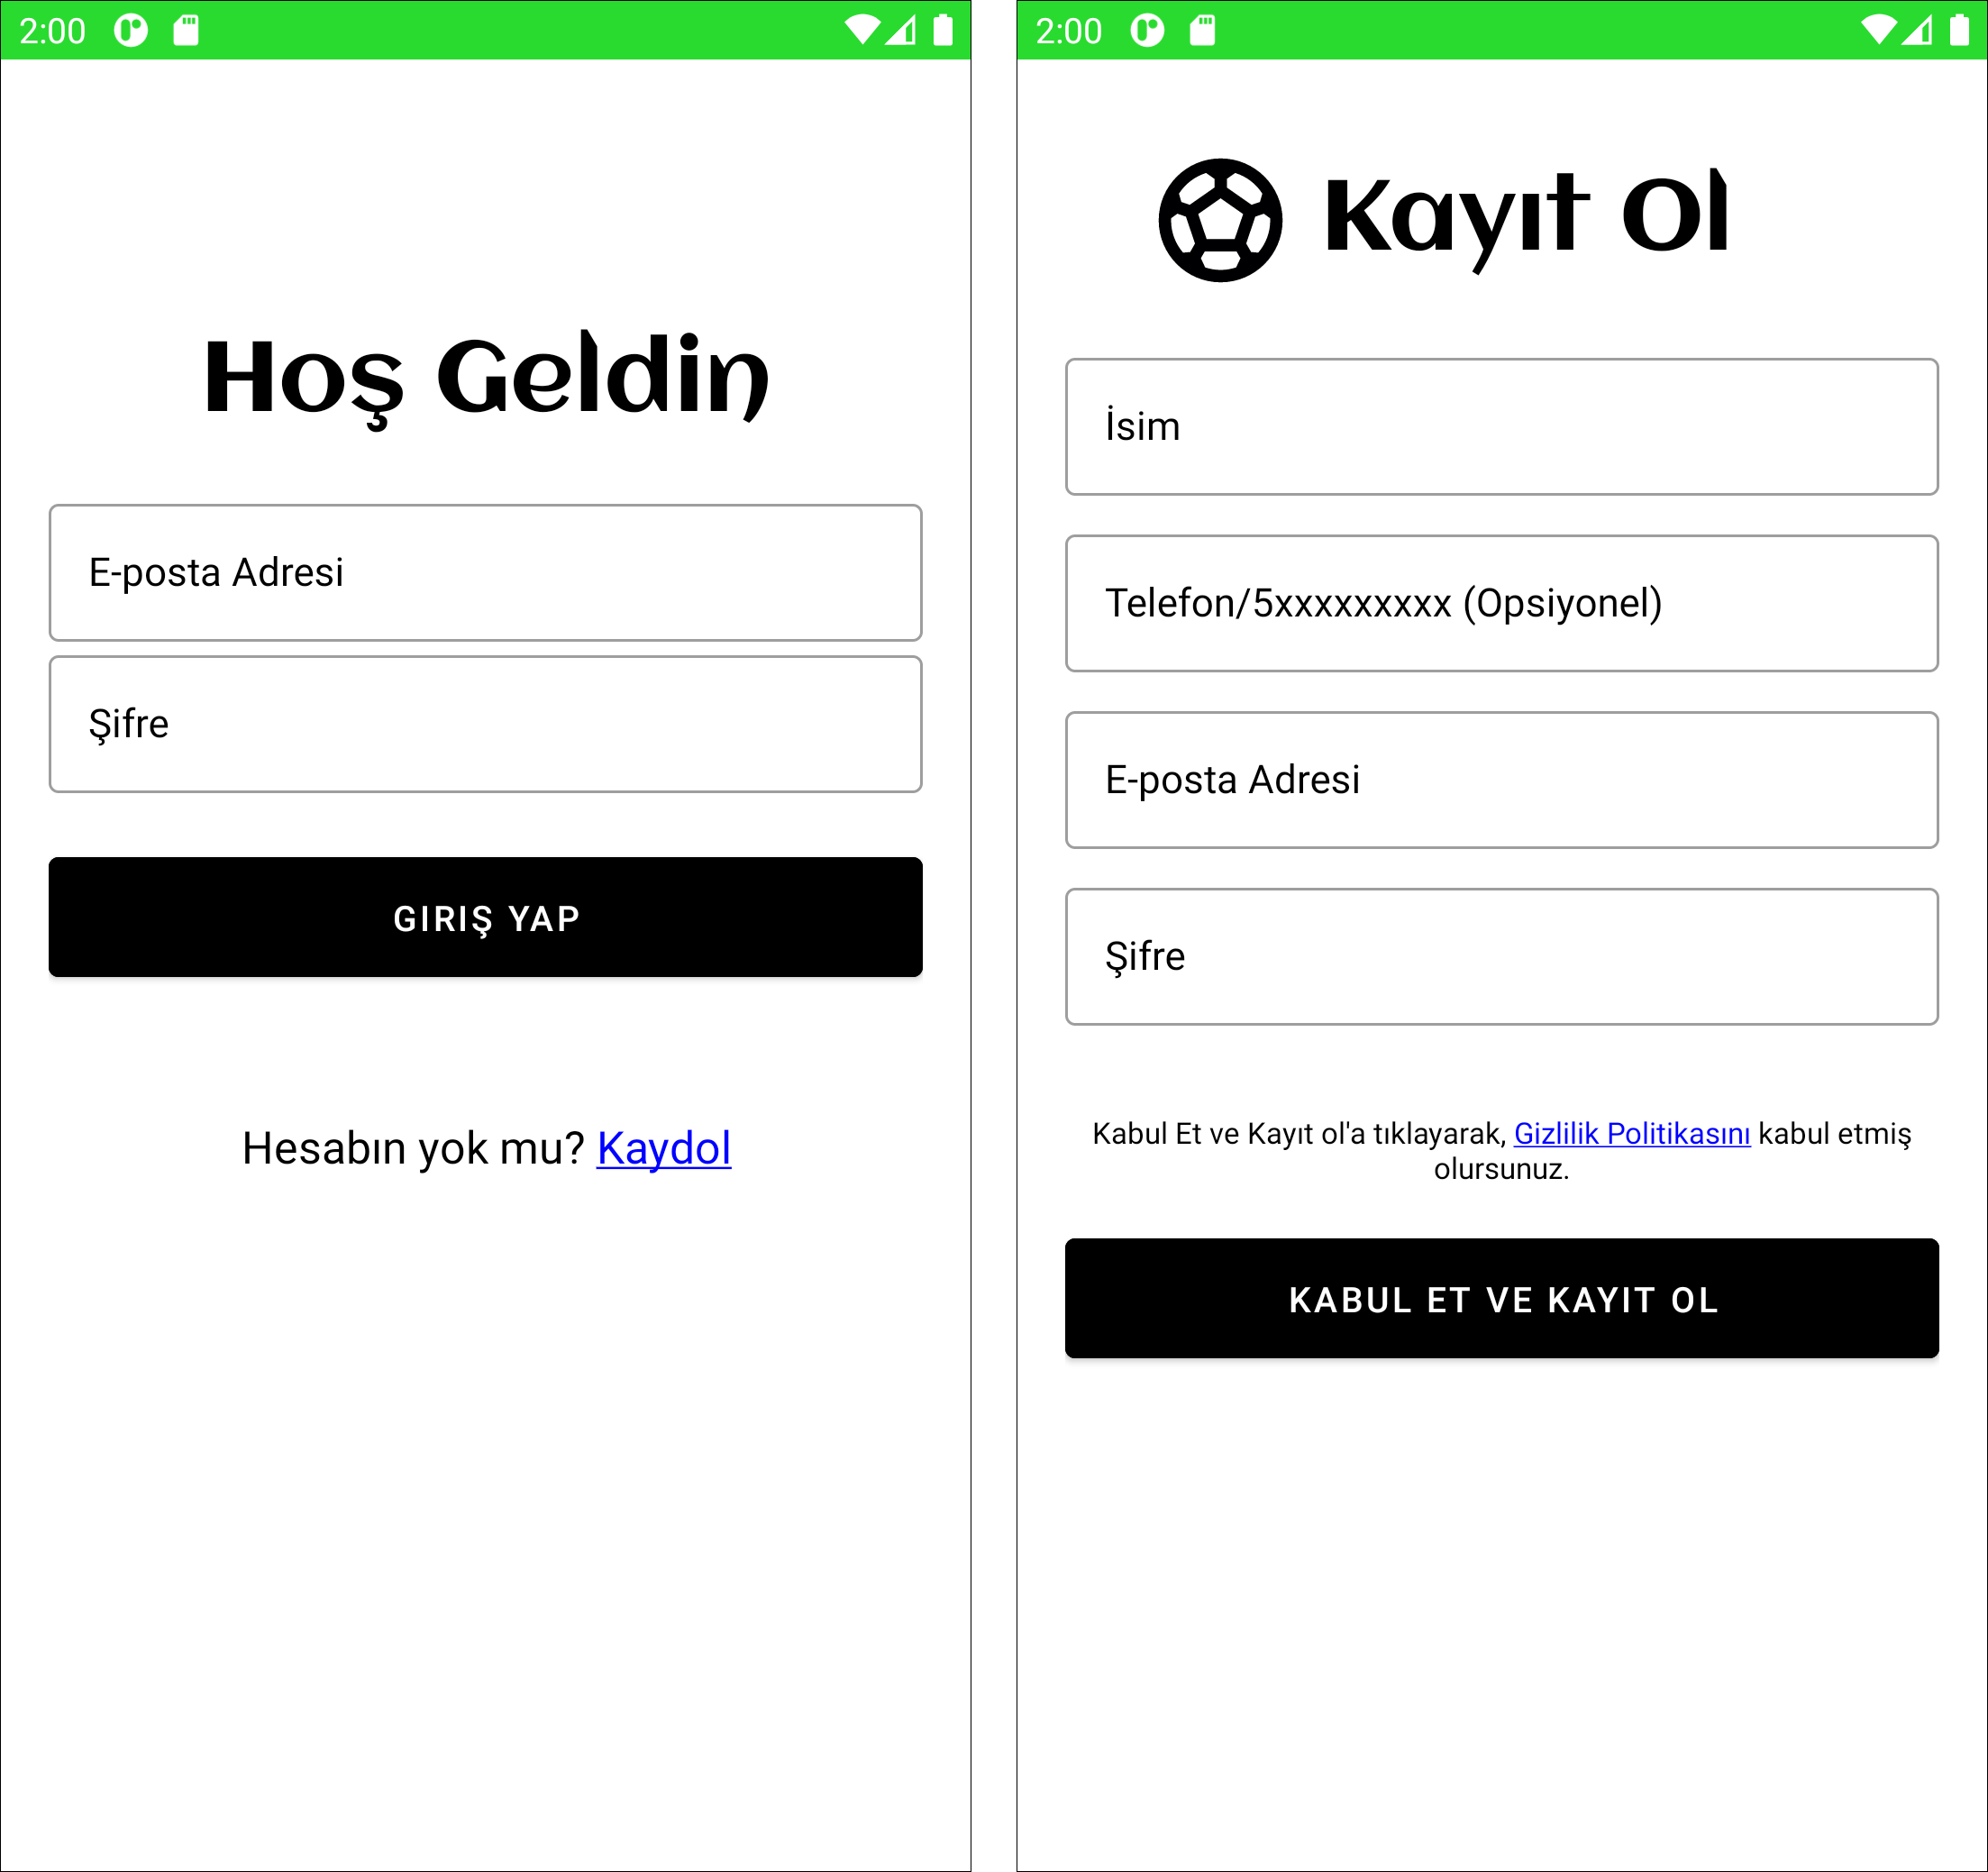 2:00
Hoş Geldin
E-posta Adresi
Şifre
GIRIŞ YAP
Hesabın yok mu? Kaydol
2:00
Kayıt Ol
İsim
Telefon/5xxxxxxxxx (Opsiyonel)
E-posta Adresi
Şifre
Kabul Et ve Kayıt ol'a tıklayarak, Gizlilik Politikasını kabul etmiş
olursunuz.
KABUL ET VE KAYIT OL